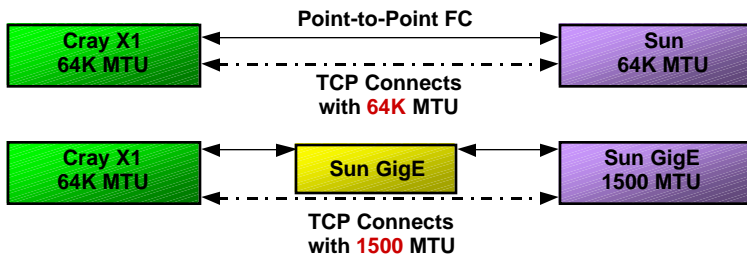 Point-to-Point FC
Cray X1
64K MTU
Sun
64K MTU
TCP Connects
with 64K MTU
Cray X1
64K MTU
Sun GigE
Sun GigE
1500 MTU
TCP Connects
with 1500 MTU